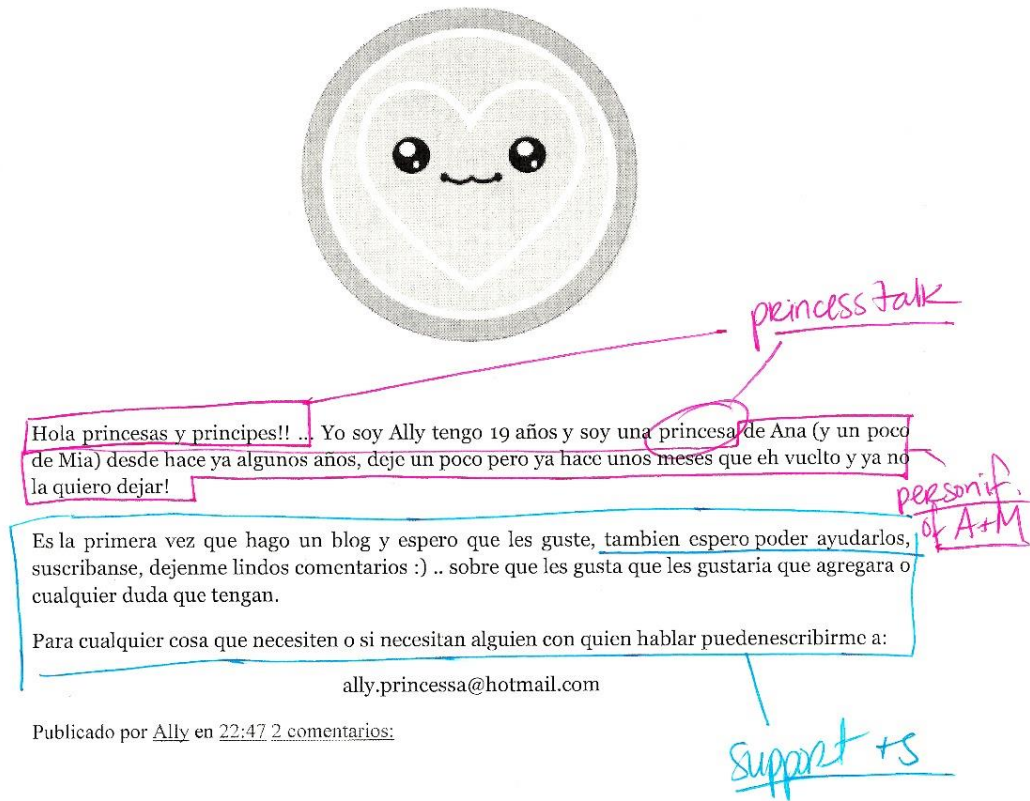 princess talk
Hola princesas y principes!! ... Yo soy Ally tengo 19 años y soy una princesa de Ana (y un poco
de Mia) desde hace ya algunos años, deje un poco pero ya hace unos meses que eh vuelto y ya no
la quiero dejar!
personif.
of A+M
Es la primera vez que hago un blog y espero que les guste, tambien espero poder ayudarlos,
suscribanse, dejenme lindos comentarios :) .. sobre que les gusta que les gustaria que agregara o
cualquier duda que tengan.
Para cualquier cosa que necesiten o si necesitan alguien con quien hablar puedenescribirme a:
ally.princessa@hotmail.com
Publicado por Ally en 22:47 2 comentarios:
support +s